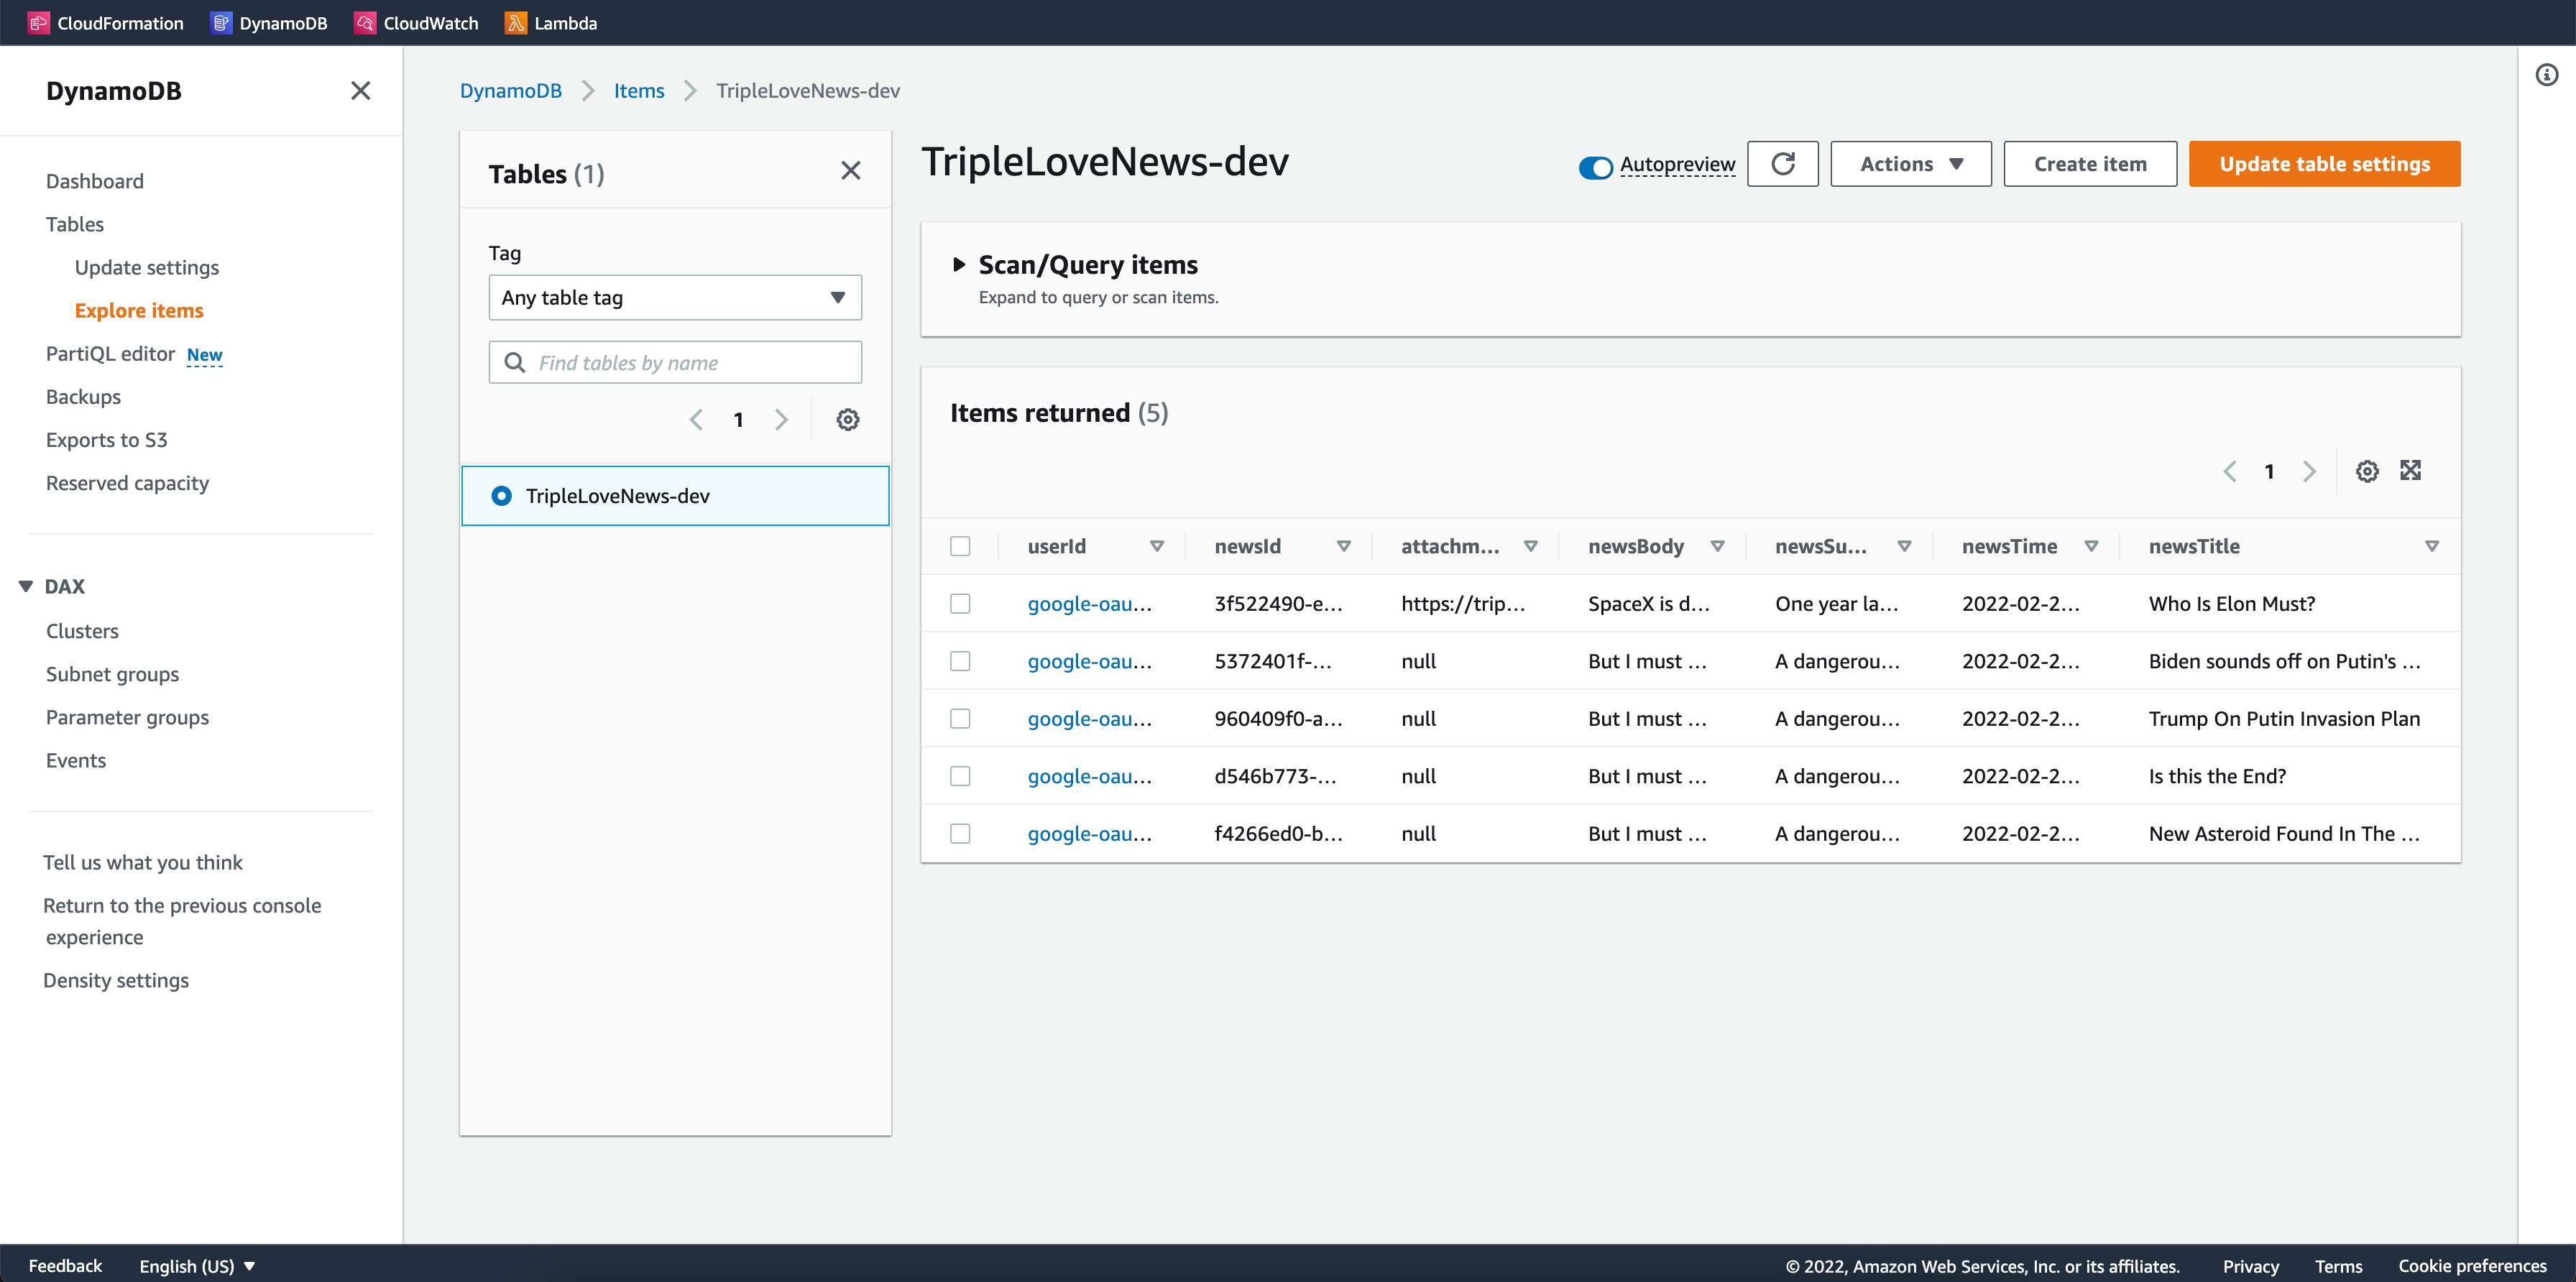 CloudFormation DynamoDB CloudWatch Lambda
DynamoDB
Dashboard
Tables
Update settings
Explore items
PartiQL editor New
Backups
Exports to S3
Reserved capacity
DAX
Clusters
Subnet groups
Parameter groups
Events
Tell us what you think
Return to the previous console
experience
Density settings
DynamoDB Items TripleLoveNews-dev
Tables (1)
Tag
Any table tag
Find tables by name
1
TripleLoveNews-dev
TripleLoveNews-dev
Autopreview Actions Create item Update table settings
Scan/Query items
Expand to query or scan items.
Items returned (5)
1
userId newsId attachm... newsBody newsSu... newsTime newsTitle
google-oau... 3f522490-e... https://trip... SpaceX is d... One year la... 2022-02-2... Who Is Elon Must?
google-oau... 5372401f-... null But I must ... A dangerou... 2022-02-2... Biden sounds off on Putin's ...
google-oau... 960409f0-a... null But I must ... A dangerou... 2022-02-2... Trump On Putin Invasion Plan
google-oau... d546b773-... null But I must ... A dangerou... 2022-02-2... Is this the End?
google-oau... f4266ed0-b... null But I must ... A dangerou... 2022-02-2... New Asteroid Found In The ...
Feedback English (US) © 2022, Amazon Web Services, Inc. or its affiliates. Privacy Terms Cookie preferences